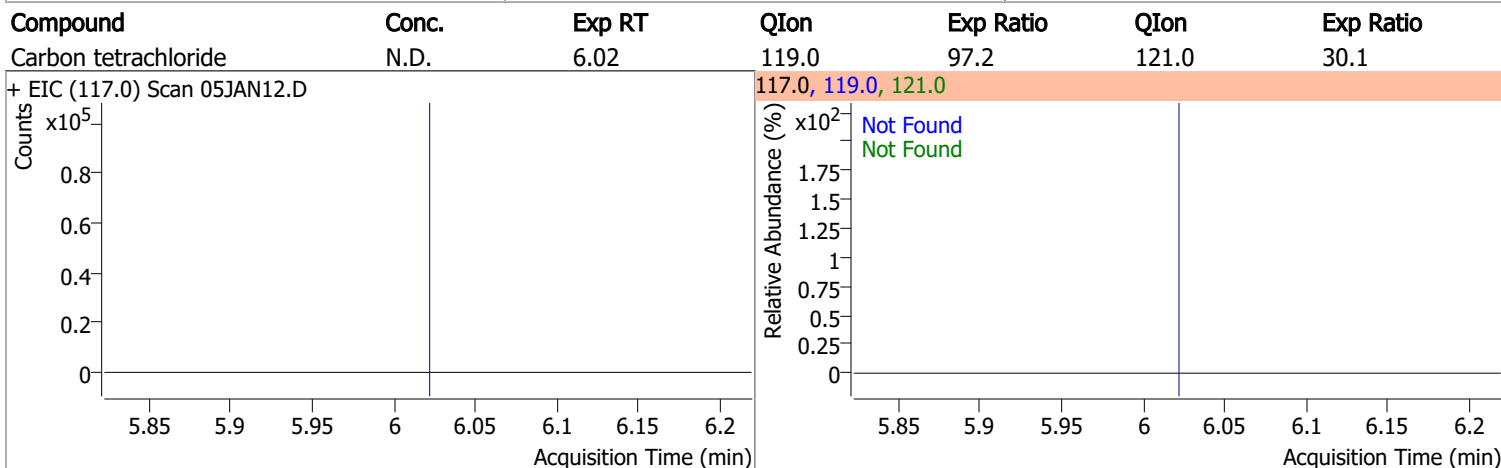 Compound Conc. Exp RT QIon Exp Ratio QIon Exp Ratio
Carbon tetrachloride N.D. 6.02 119.0 97.2 121.0 30.1
+ EIC (117.0) Scan 05JAN12.D
Counts
x10⁵
0.8
0.6
0.4
0.2
0
5.85 5.9 5.95 6 6.05 6.1 6.15 6.2
Acquisition Time (min)
117.0, 119.0, 121.0
Relative Abundance (%)
x10²
Not Found
Not Found
1.75
1.5
1.25
1
0.75
0.5
0.25
0
5.85 5.9 5.95 6 6.05 6.1 6.15 6.2
Acquisition Time (min)